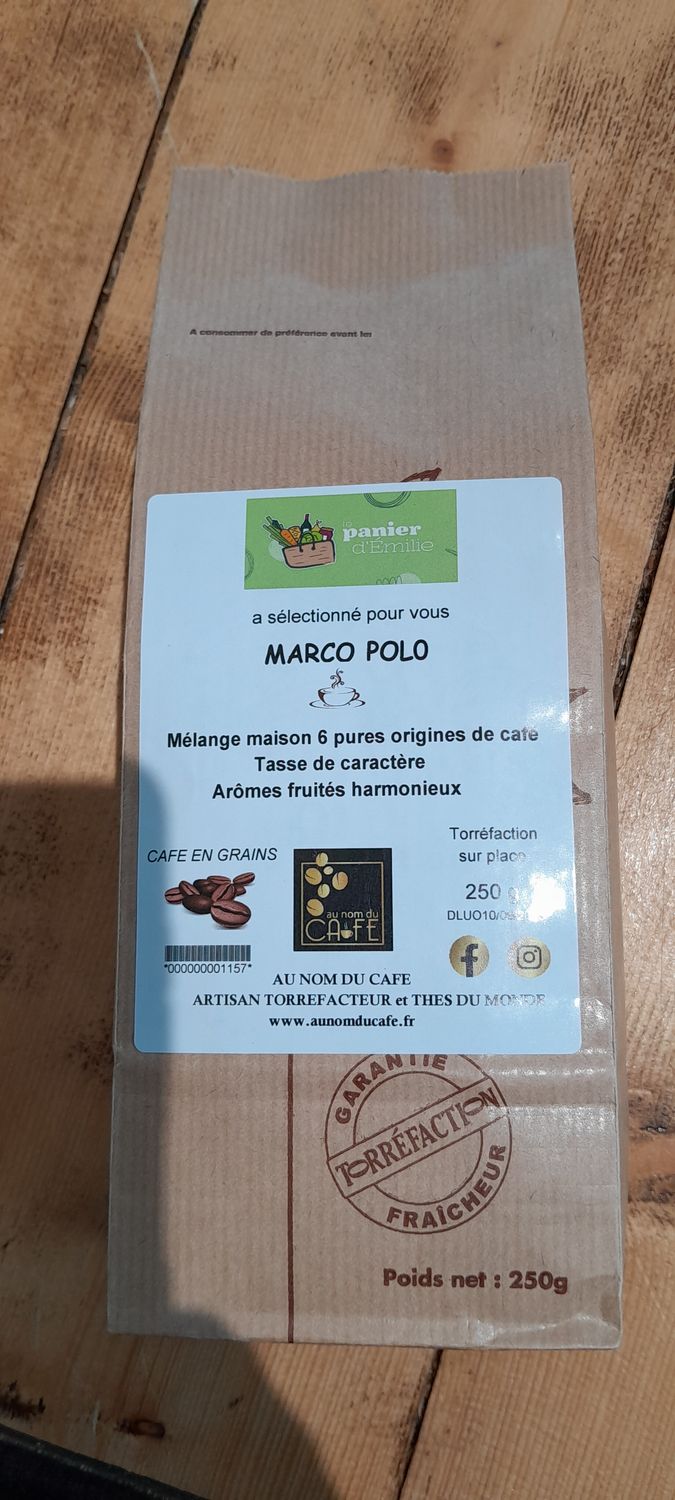 A consommer de préférence avant le:
le
panier
d'Émilie
a sélectionné pour vous
MARCO POLO
Mélange maison 6 pures origines de café
Tasse de caractère
Arômes fruités harmonieux
CAFE EN GRAINS
*000000001157*
au nom du
CAFE
Torréfaction
sur place
250 g
AU NOM DU CAFE
ARTISAN TORREFACTEUR et THES DU MONDE
www.aunomducafe.fr
GARANTIE
TORRÉFACTION
FRAÎCHEUR
Poids net : 250g